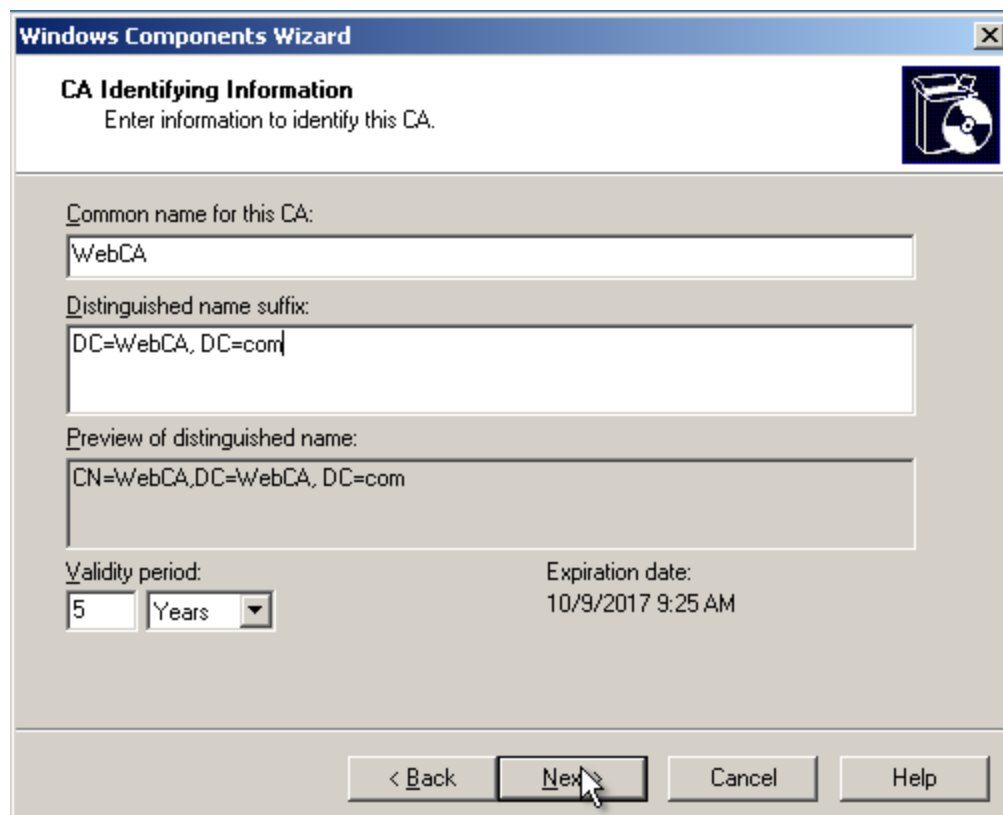 Windows Components Wizard
CA Identifying Information
Enter information to identify this CA.
Common name for this CA:
WebCA
Distinguished name suffix:
DC=WebCA, DC=com
Preview of distinguished name:
CN=WebCA,DC=WebCA, DC=com
Validity period:
Expiration date:
5 Years
10/9/2017 9:25 AM
< Back Next > Cancel Help